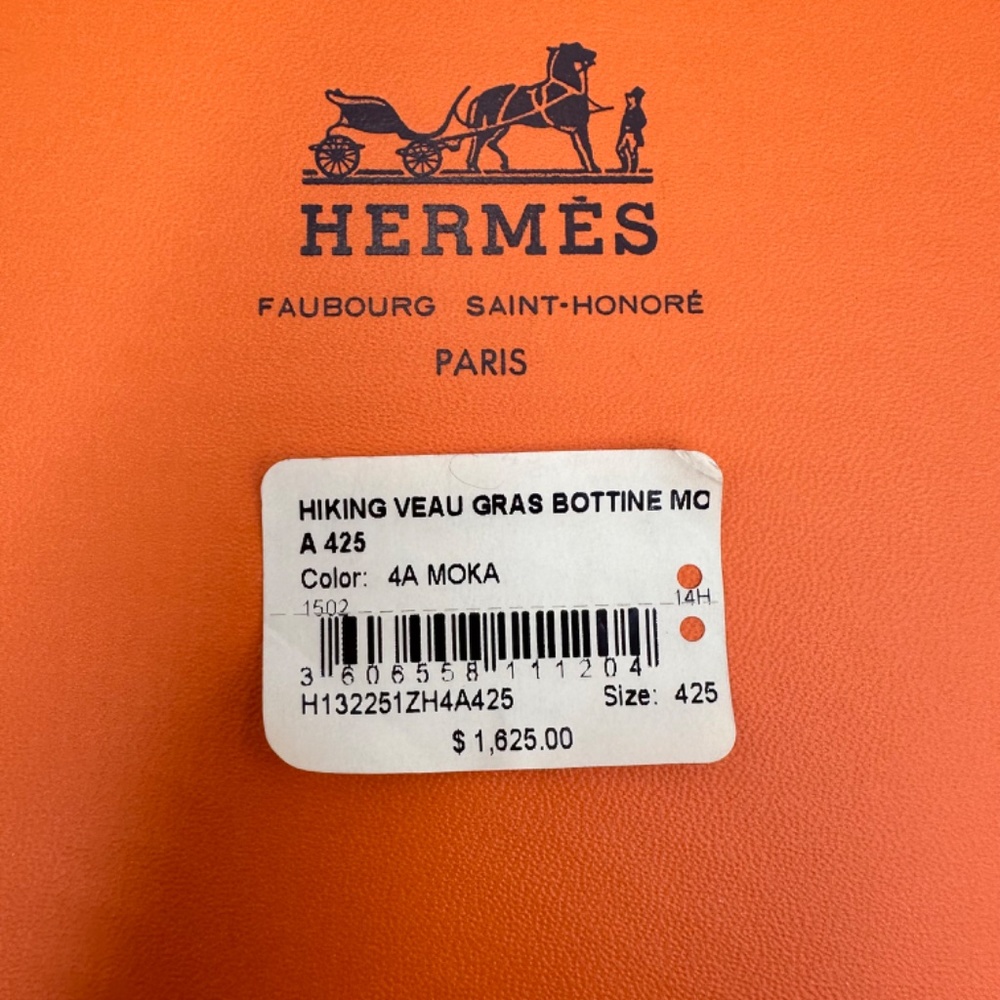 HERMÈS
FAUBOURG SAINT-HONORÉ
PARIS
HIKING VEAU GRAS BOTTINE MO
A 425
Color: 4A MOKA
1502 14H
3 606558 111204
H132251ZH4A425 Size: 425
$ 1,625.00